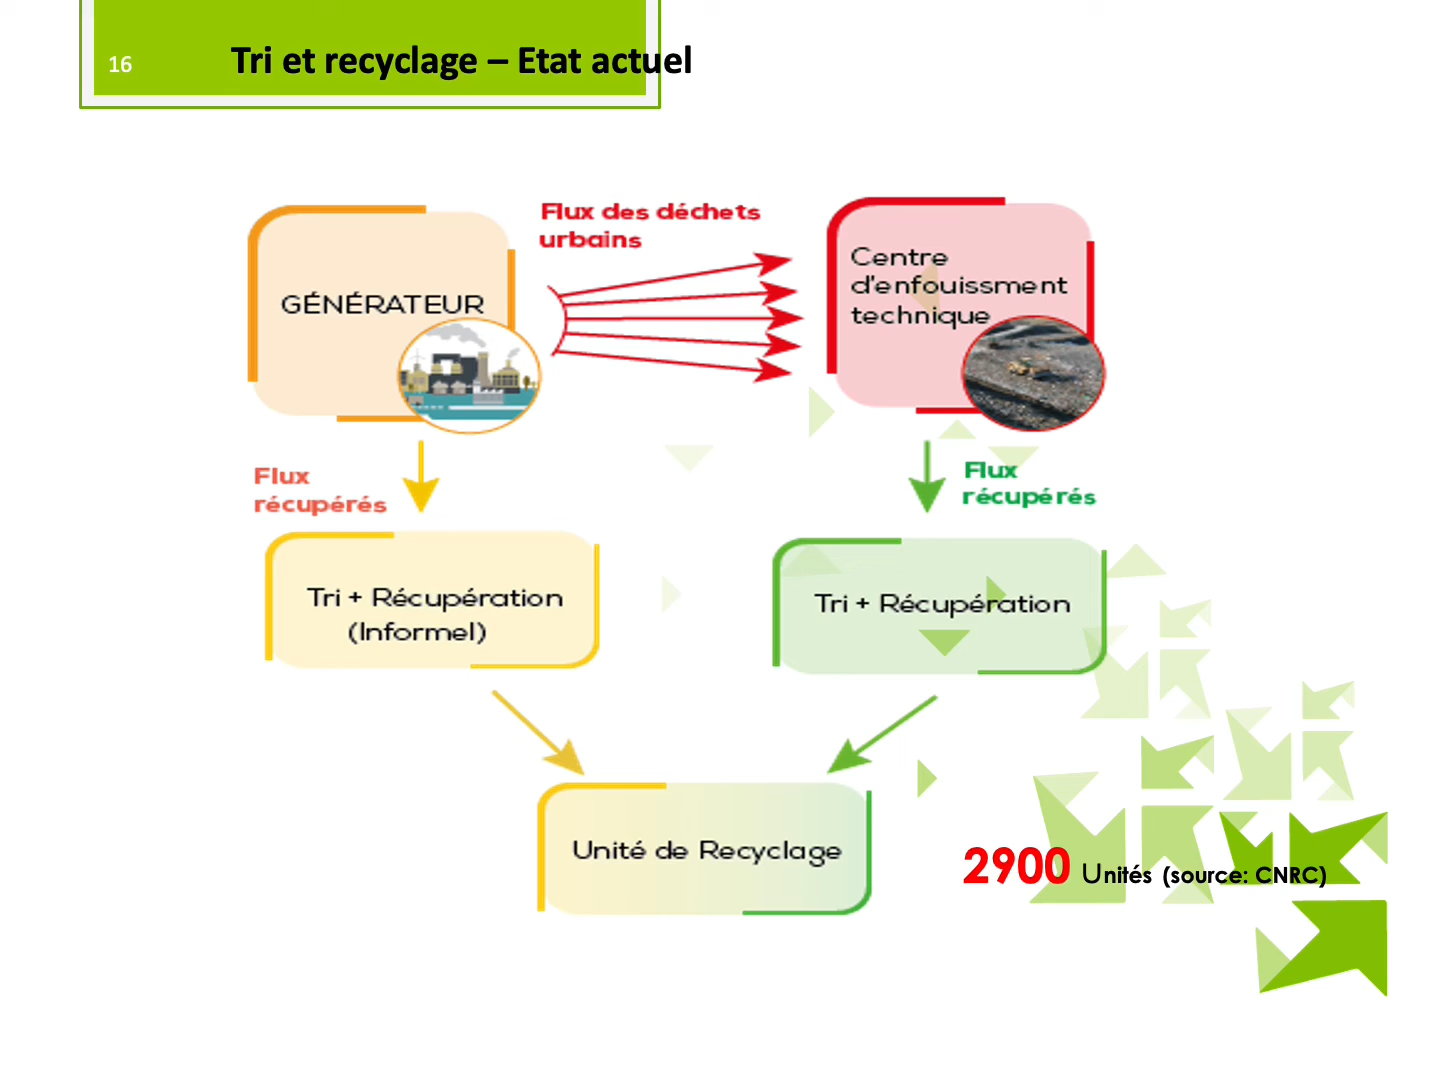 16
Tri et recyclage – Etat actuel
Flux des déchets
urbains
GÉNÉRATEUR
Centre
d'enfouissment
technique
Flux
récupérés
Flux
récupérés
Tri + Récupération
(Informel)
Tri + Récupération
Unité de Recyclage
2900 Unités (source: CNRC)